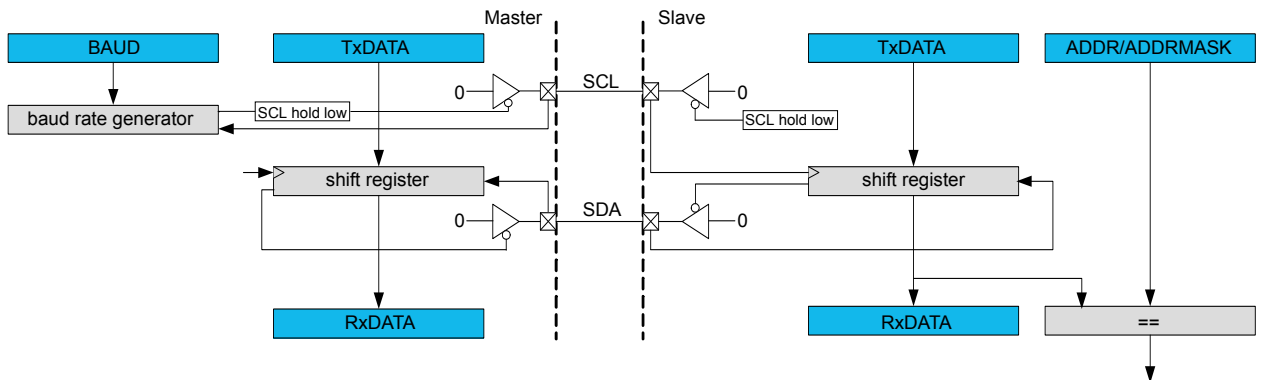 Master Slave
BAUD TxDATA TxDATA ADDR/ADDRMASK
0 SCL 0
baud rate generator SCL hold low SCL hold low
shift register shift register
0 SDA 0
RxDATA RxDATA ==